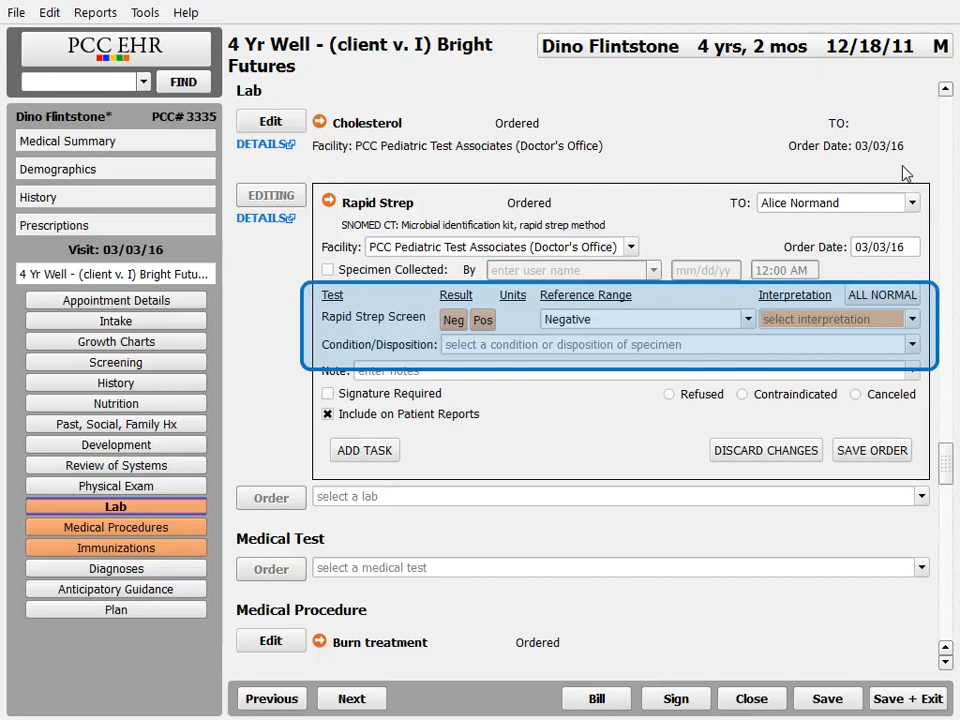 File Edit Reports Tools Help
PCC EHR
FIND
Dino Flintstone* PCC# 3335
Medical Summary
Demographics
History
Prescriptions
Visit: 03/03/16
4 Yr Well - (client v. I) Bright Futu...
Appointment Details
Intake
Growth Charts
Screening
History
Nutrition
Past, Social, Family Hx
Development
Review of Systems
Physical Exam
Lab
Medical Procedures
Immunizations
Diagnoses
Anticipatory Guidance
Plan
4 Yr Well - (client v. I) Bright
Futures
Dino Flintstone 4 yrs, 2 mos 12/18/11 M
Lab
Edit Cholesterol Ordered TO:
DETAILS Facility: PCC Pediatric Test Associates (Doctor's Office) Order Date: 03/03/16
EDITING Rapid Strep Ordered TO: Alice Normand
DETAILS SNOMED CT: Microbial identification kit, rapid strep method
Facility: PCC Pediatric Test Associates (Doctor's Office) Order Date: 03/03/16
Specimen Collected: By enter user name mm/dd/yy 12:00 AM
Test Result Units Reference Range Interpretation ALL NORMAL
Rapid Strep Screen Neg Pos Negative select interpretation
Condition/Disposition: select a condition or disposition of specimen
Note: enter notes
Signature Required Refused Contraindicated Canceled
Include on Patient Reports
ADD TASK DISCARD CHANGES SAVE ORDER
Order select a lab
Medical Test
Order select a medical test
Medical Procedure
Edit Burn treatment Ordered
Previous Next Bill Sign Close Save Save + Exit